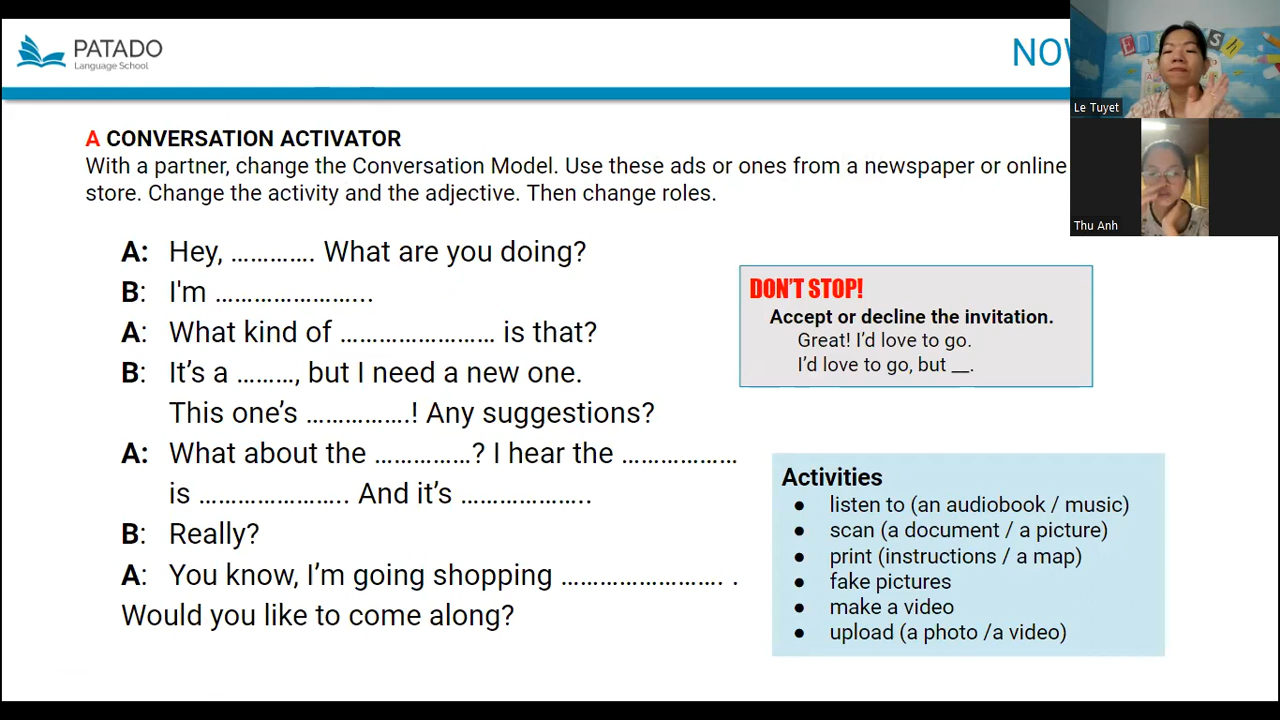 PATADO
Language School
A CONVERSATION ACTIVATOR
With a partner, change the Conversation Model. Use these ads or ones from a newspaper or online
store. Change the activity and the adjective. Then change roles.
A: Hey, …………. What are you doing?
B: I'm …………………...
A: What kind of …………………… is that?
B: It's a ………, but I need a new one.
This one's …………….! Any suggestions?
A: What about the ……………? I hear the ………………
is ………………….. And it's ………………..
B: Really?
A: You know, I'm going shopping ……………………. .
Would you like to come along?
DON'T STOP!
Accept or decline the invitation.
Great! I'd love to go.
I'd love to go, but __.
Activities
● listen to (an audiobook / music)
● scan (a document / a picture)
● print (instructions / a map)
● fake pictures
● make a video
● upload (a photo /a video)
Le Tuyet
Thu Anh